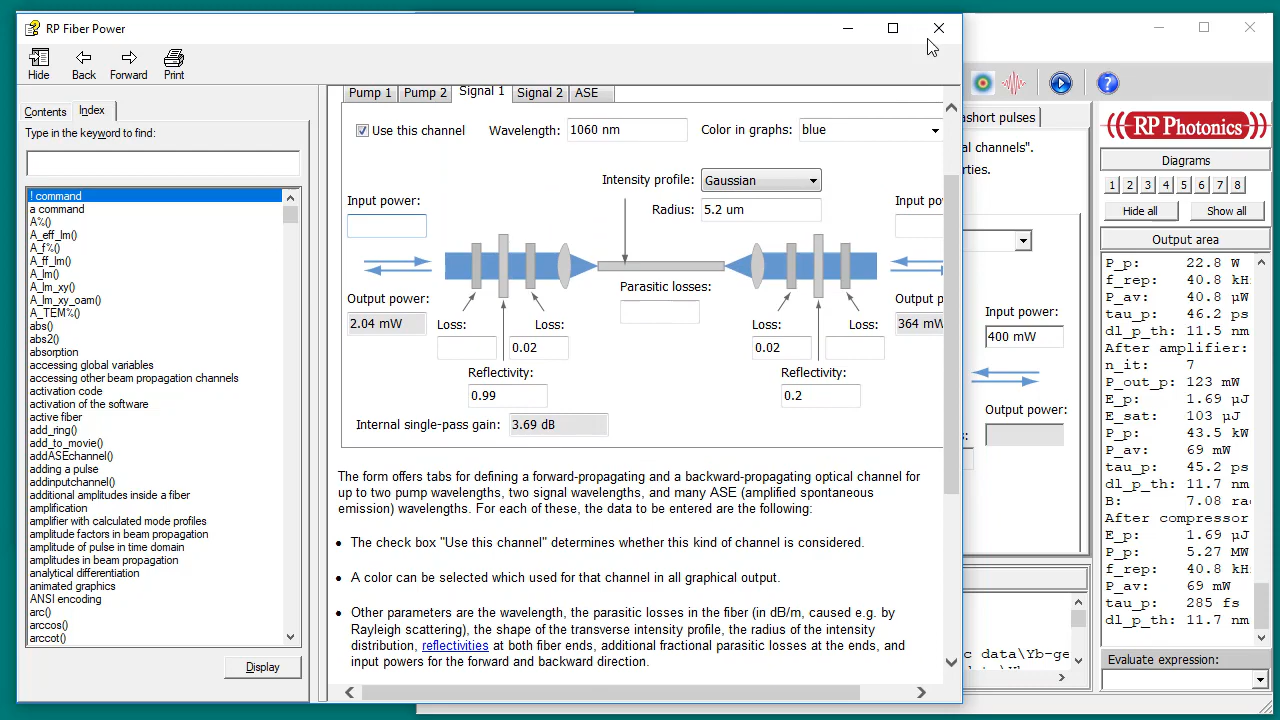 RP Fiber Power
Hide
Back
Forward
Print
Contents
Index
Type in the keyword to find:
! command
a command
A%()
A_eff_lm()
A_f%()
A_ff_lm()
A_lm()
A_lm_xy()
A_lm_xy_oam()
A_TEM%()
abs()
abs2()
absorption
accessing global variables
accessing other beam propagation channels
activation code
activation of the software
active fiber
add_ring()
add_to_movie()
addASEchannel()
adding a pulse
addinputchannel()
additional amplitudes inside a fiber
amplification
amplifier with calculated mode profiles
amplitude factors in beam propagation
amplitude of pulse in time domain
amplitudes in beam propagation
analytical differentiation
animated graphics
ANSI encoding
arc()
arccos()
arccot()
Display
Pump 1
Pump 2
Signal 1
Signal 2
ASE
Use this channel
Wavelength:
1060 nm
Color in graphs:
blue
Intensity profile:
Gaussian
Radius:
5.2 um
Input power:
Input pow
Output power:
2.04 mW
Parasitic losses:
Output p
364 mW
Loss:
Loss:
Loss:
Loss:
0.02
0.02
Reflectivity:
Reflectivity:
0.99
0.2
Internal single-pass gain:
3.69 dB
The form offers tabs for defining a forward-propagating and a backward-propagating optical channel for
up to two pump wavelengths, two signal wavelengths, and many ASE (amplified spontaneous
emission) wavelengths. For each of these, the data to be entered are the following:
• The check box "Use this channel" determines whether this kind of channel is considered.
• A color can be selected which used for that channel in all graphical output.
• Other parameters are the wavelength, the parasitic losses in the fiber (in dB/m, caused e.g. by
Rayleigh scattering), the shape of the transverse intensity profile, the radius of the intensity
distribution, reflectivities at both fiber ends, additional fractional parasitic losses at the ends, and
input powers for the forward and backward direction.
ashort pulses
al channels".
rties.
Input power:
400 mW
Output power:
s:
c data\Yb-ge
RP Photonics
Diagrams
1 2 3 4 5 6 7 8
Hide all
Show all
Output area
P_p: 22.8 W
f_rep: 40.8 kH
P_av: 40.8 µW
tau_p: 46.2 ps
dl_p_th: 11.5 nm
After amplifier:
n_it: 7
P_out_p: 123 mW
E_p: 1.69 µJ
E_sat: 103 µJ
P_p: 43.5 kW
P_av: 69 mW
tau_p: 45.2 ps
dl_p_th: 11.7 nm
B: 7.08 rad
After compressor
E_p: 1.69 µJ
P_p: 5.27 MW
f_rep: 40.8 kH
P_av: 69 mW
tau_p: 285 fs
dl_p_th: 11.7 nm
Evaluate expression: